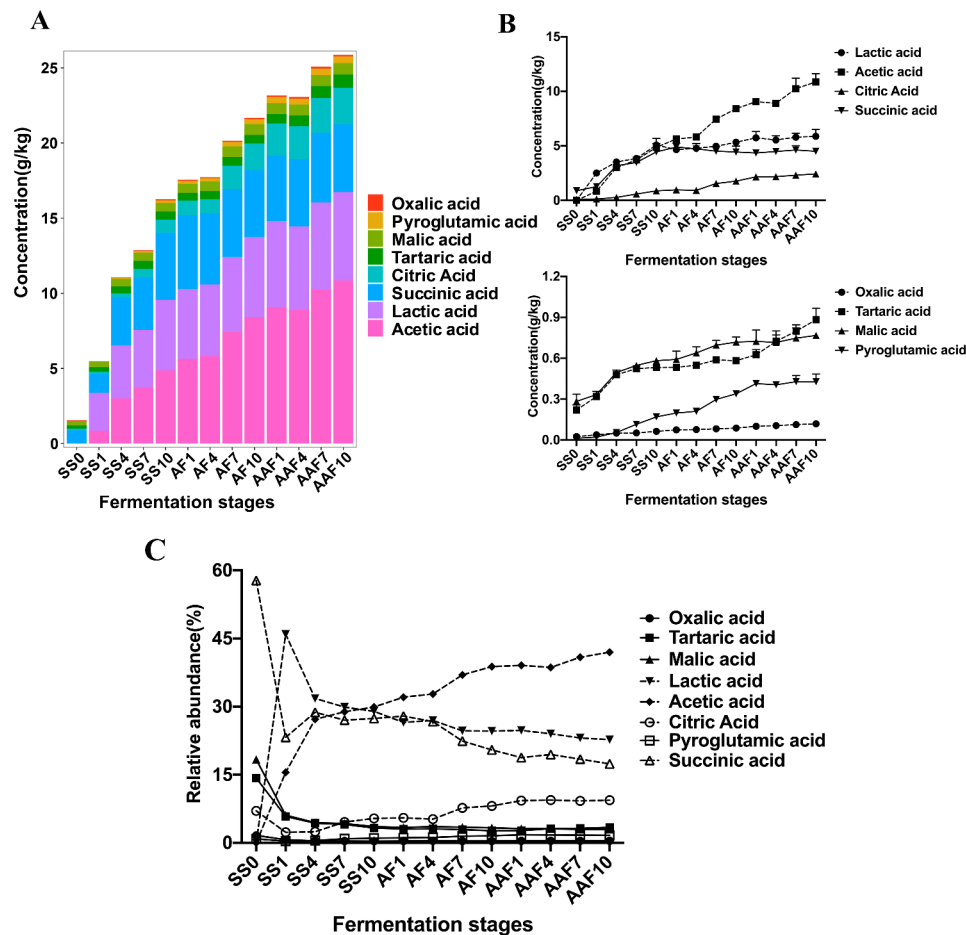 A
Concentration(g/kg)
25
20
15
10
5
0
SS0
SS1
SS4
SS7
SS10
AF1
AF4
AF7
AF10
AAF1
AAF4
AAF7
AAF10
Fermentation stages
Oxalic acid
Pyroglutamic acid
Malic acid
Tartaric acid
Citric Acid
Succinic acid
Lactic acid
Acetic acid
B
Concentration(g/kg)
15
10
5
0
SS0
SS1
SS4
SS7
SS10
AF1
AF4
AF7
AF10
AAF1
AAF4
AAF7
AAF10
Fermentation stages
Lactic acid
Acetic acid
Citric Acid
Succinic acid
Concentration(g/kg)
1.2
0.9
0.6
0.3
0.0
SS0
SS1
SS4
SS7
SS10
AF1
AF4
AF7
AF10
AAF1
AAF4
AAF7
AAF10
Fermentation stages
Oxalic acid
Tartaric acid
Malic acid
Pyroglutamic acid
C
Relative abundance(%)
60
45
30
15
0
SS0
SS1
SS4
SS7
SS10
AF1
AF4
AF7
AF10
AAF1
AAF4
AAF7
AAF10
Fermentation stages
Oxalic acid
Tartaric acid
Malic acid
Lactic acid
Acetic acid
Citric Acid
Pyroglutamic acid
Succinic acid